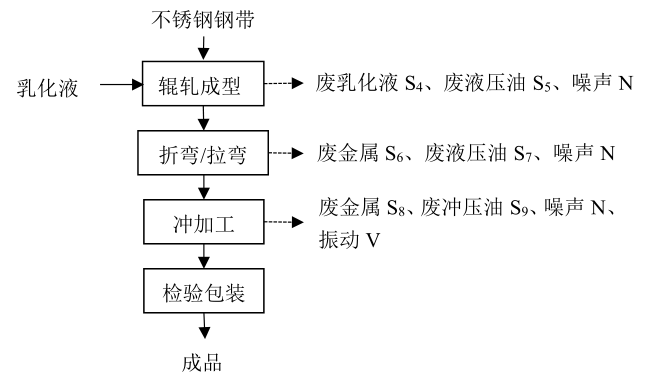 不锈钢钢带
乳化液
辊轧成型
废乳化液 S₄、废液压油 S₅、噪声 N
折弯/拉弯
废金属 S₆、废液压油 S₇、噪声 N
冲加工
废金属 S₈、废冲压油 S₉、噪声 N、
振动 V
检验包装
成品